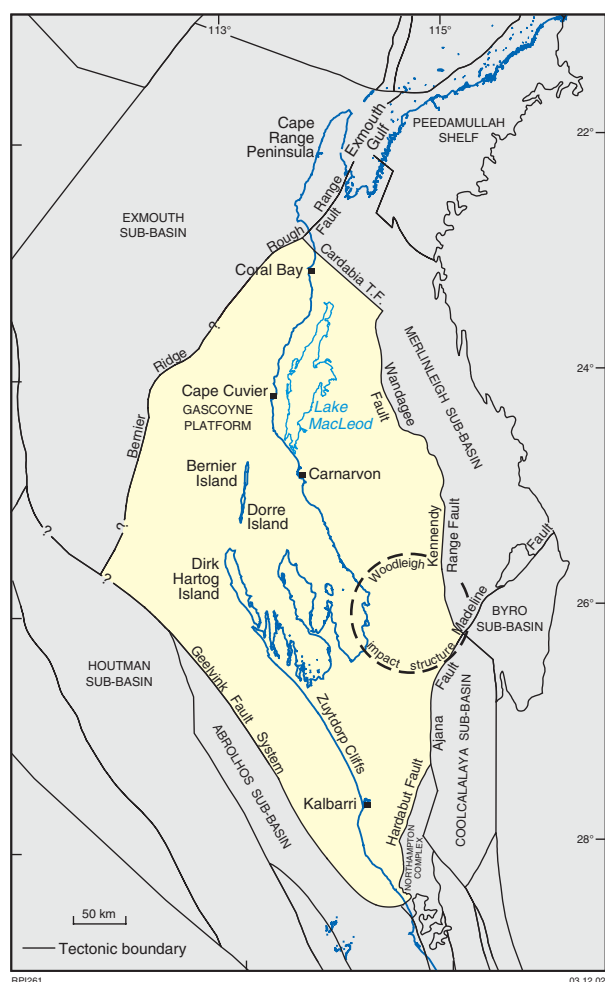 113°
115°
Cape
Range
Peninsula
Exmouth
Gulf
PEEDAMULLAH
SHELF
22°
EXMOUTH
SUB-BASIN
Rough
Range
Fault
Coral Bay
Cardabia T.F.
?
Ridge
Bernier
MERLINLEIGH SUB-BASIN
24°
Wandagee
Fault
Cape Cuvier
GASCOYNE
PLATFORM
Lake
MacLEOD
Bernier
Island
Carnarvon
Dorre
Island
?
?
?
Kennendy
Range Fault
Dirk
Hartog
Island
Woodleigh
impact structure
Madeline
Fault
26°
BYRO
SUB-BASIN
HOUTMAN
SUB-BASIN
Geelvink Fault System
ABROLHOS SUB-BASIN
Zuytdorp Cliffs
Ajana
Fault
COOLCALALAYA SUB-BASIN
Kalbarri
Hardabut Fault
28°
NORTHAMPTON
COMPLEX
50 km
Tectonic boundary
RPI261
03.12.02